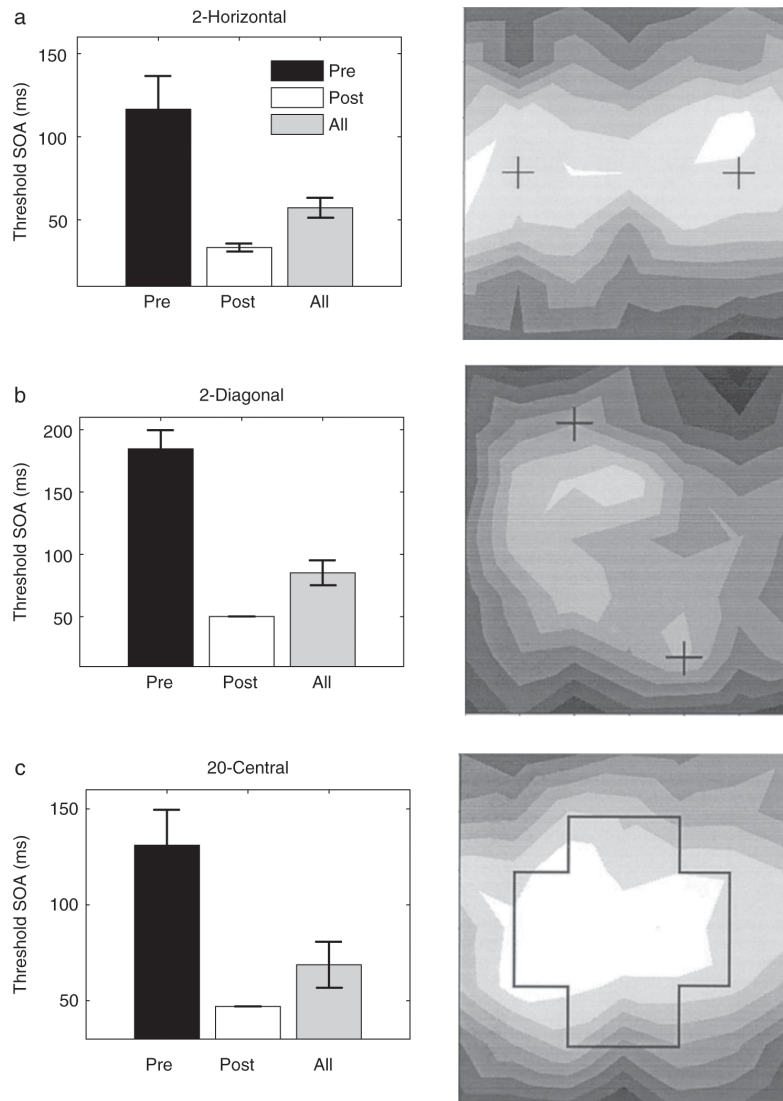 a
2-Horizontal
Threshold SOA (ms)
150
100
50
Pre
Post
All
Pre
Post
All
b
2-Diagonal
Threshold SOA (ms)
200
150
100
50
Pre
Post
All
c
20-Central
Threshold SOA (ms)
150
100
50
Pre
Post
All